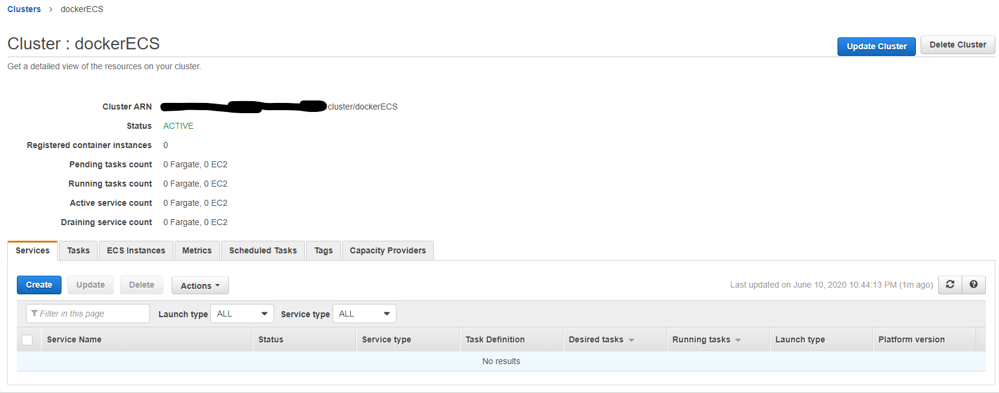 Clusters > dockerECS
Cluster : dockerECS
Update Cluster
Delete Cluster
Get a detailed view of the resources on your cluster.
Cluster ARN :cluster/dockerECS
Status ACTIVE
Registered container instances 0
Pending tasks count 0 Fargate, 0 EC2
Running tasks count 0 Fargate, 0 EC2
Active service count 0 Fargate, 0 EC2
Draining service count 0 Fargate, 0 EC2
Services Tasks ECS Instances Metrics Scheduled Tasks Tags Capacity Providers
Create Update Delete Actions Last updated on June 10, 2020 10:44:13 PM (1m ago)
Filter in this page Launch type ALL Service type ALL
Service Name Status Service type Task Definition Desired tasks Running tasks Launch type Platform version
No results